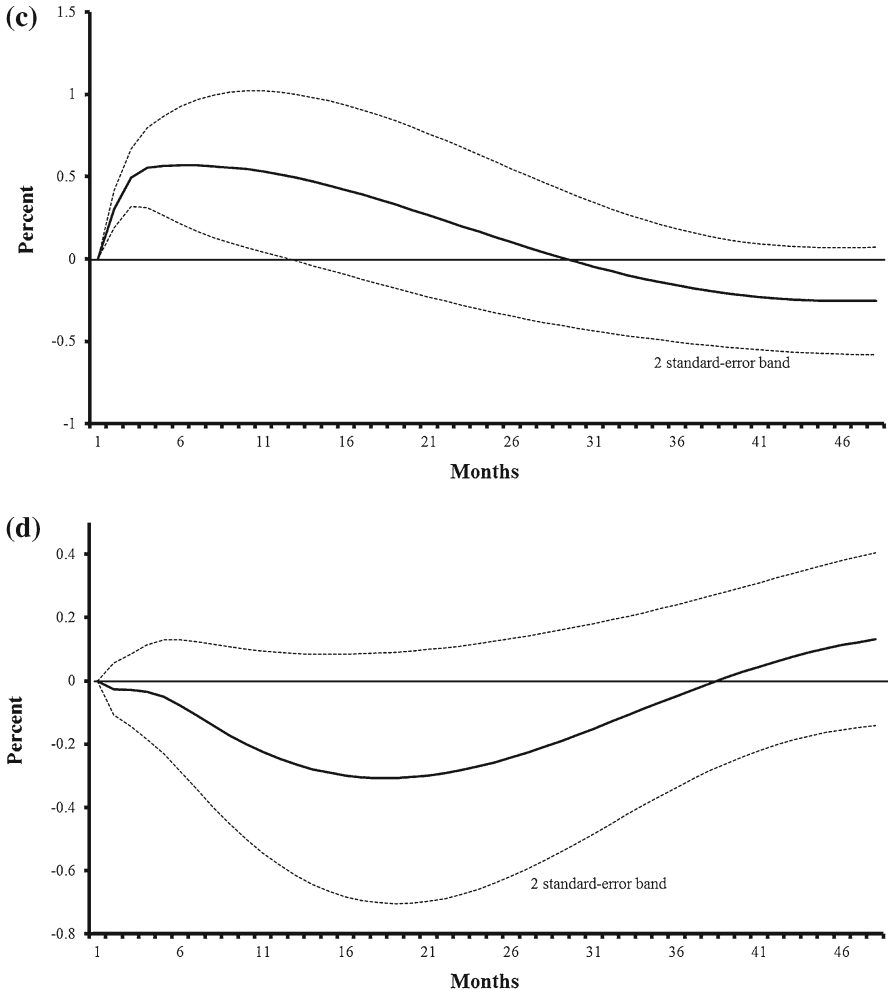 (c)
1.5
1
0.5
0
-0.5
-1
Percent
2 standard-error band
1 6 11 16 21 26 31 36 41 46
Months
(d)
0.4
0.2
0
-0.2
-0.4
-0.6
-0.8
Percent
2 standard-error band
1 6 11 16 21 26 31 36 41 46
Months